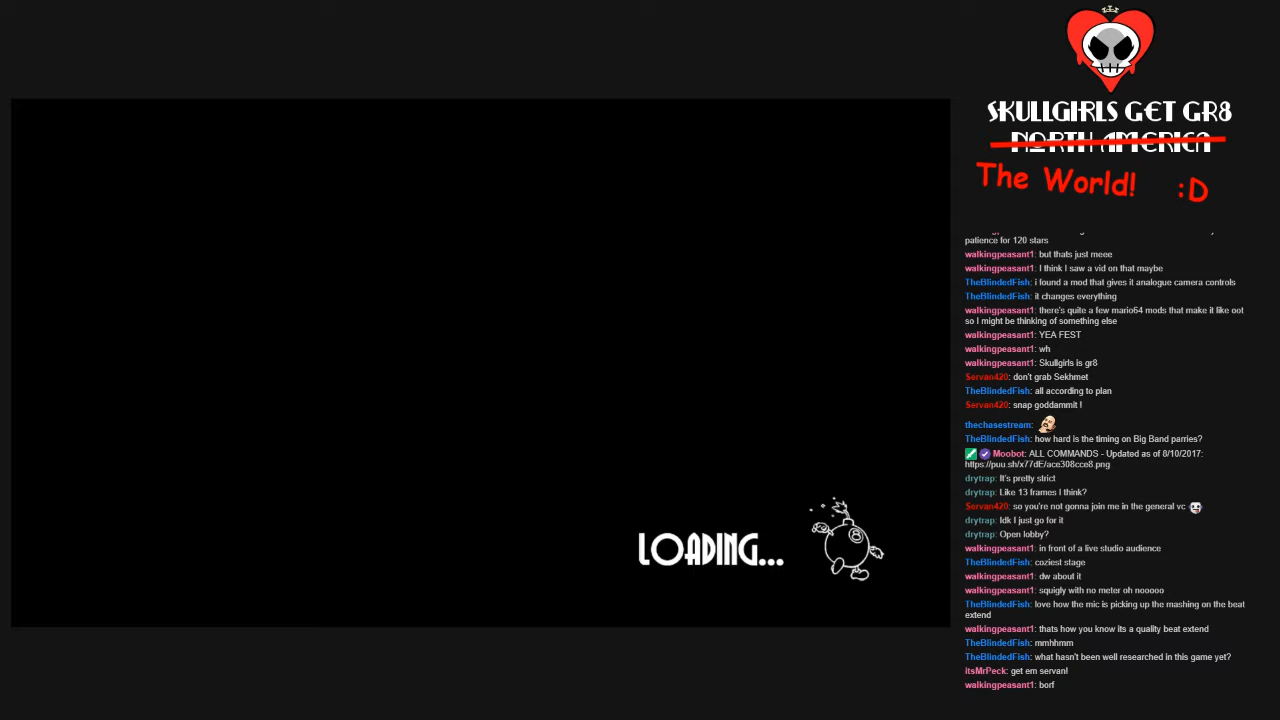 SKULLGIRLS GET GR8
NORTH AMERICA
The World! :D
patience for 120 stars
walkingpeasant1: but thats just meee
walkingpeasant1: I think I saw a vid on that maybe
TheBlindedFish: i found a mod that gives it analogue camera controls
TheBlindedFish: it changes everything
walkingpeasant1: there's quite a few mario64 mods that make it like oot
so I might be thinking of something else
walkingpeasant1: YEA FEST
walkingpeasant1: wh
walkingpeasant1: Skullgirls is gr8
Servan420: don't grab Sekhmet
TheBlindedFish: all according to plan
Servan420: snap goddammit !
thechasestream:
TheBlindedFish: how hard is the timing on Big Band parries?
Moobot: ALL COMMANDS - Updated as of 8/10/2017:
https://puu.sh/x77dE/ace308cce8.png
drytrap: It's pretty strict
drytrap: Like 13 frames I think?
Servan420: so you're not gonna join me in the general vc
drytrap: Idk I just go for it
drytrap: Open lobby?
walkingpeasant1: in front of a live studio audience
TheBlindedFish: coziest stage
walkingpeasant1: dw about it
walkingpeasant1: squigly with no meter oh nooooo
TheBlindedFish: love how the mic is picking up the mashing on the beat
extend
walkingpeasant1: thats how you know its a quality beat extend
TheBlindedFish: mmhhmm
TheBlindedFish: what hasn't been well researched in this game yet?
itsMrPeck: get em servan!
walkingpeasant1: borf
LOADING...